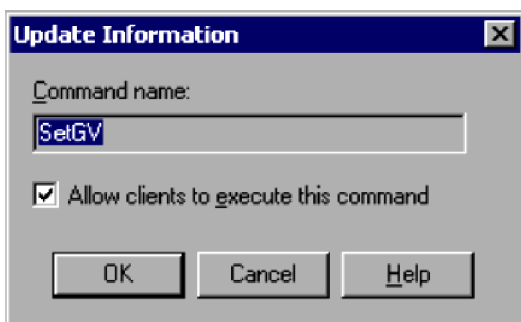 Update Information
Command name:
SetGV
Allow clients to execute this command
OK Cancel Help